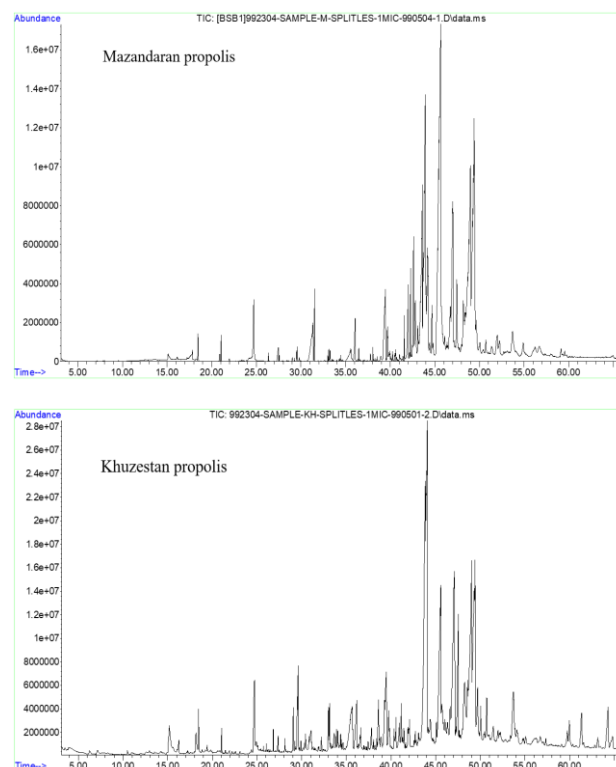 Abundance
TIC: [BSB1]992304-SAMPLE-M-SPLITLES-1MIC-990504-1.D\data.ms
Mazandaran propolis
1.6e+07
1.4e+07
1.2e+07
1e+07
8000000
6000000
4000000
2000000
0
5.00 10.00 15.00 20.00 25.00 30.00 35.00 40.00 45.00 50.00 55.00 60.00
Time-->
Abundance
TIC: 992304-SAMPLE-KH-SPLITLES-1MIC-990501-2.D\data.ms
Khuzestan propolis
2.8e+07
2.6e+07
2.4e+07
2.2e+07
2e+07
1.8e+07
1.6e+07
1.4e+07
1.2e+07
1e+07
8000000
6000000
4000000
2000000
5.00 10.00 15.00 20.00 25.00 30.00 35.00 40.00 45.00 50.00 55.00 60.00
Time-->